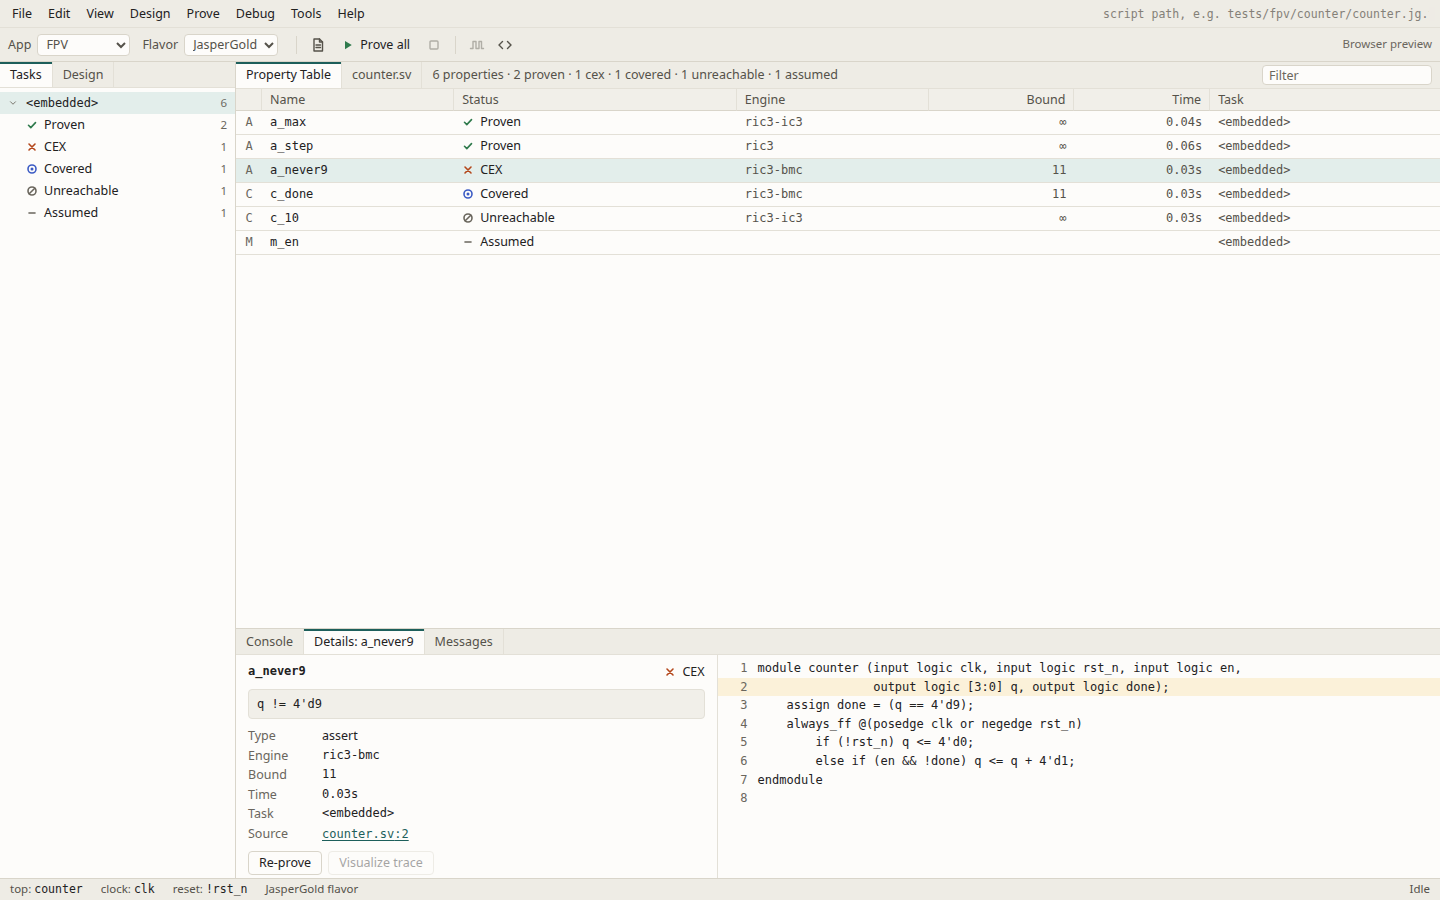 File Edit View Design Prove Debug Tools Help script path, e.g. tests/fpv/counter/counter.jg.
App FPV Flavor JasperGold Prove all Browser preview
Tasks Design Property Table counter.sv 6 properties · 2 proven · 1 cex · 1 covered · 1 unreachable · 1 assumed Filter
<embedded> 6
Proven 2
CEX 1
Covered 1
Unreachable 1
Assumed 1
Name Status Engine Bound Time Task
A a_max Proven ric3-ic3 ∞ 0.04s <embedded>
A a_step Proven ric3 ∞ 0.06s <embedded>
A a_never9 CEX ric3-bmc 11 0.03s <embedded>
C c_done Covered ric3-bmc 11 0.03s <embedded>
C c_10 Unreachable ric3-ic3 ∞ 0.03s <embedded>
M m_en Assumed <embedded>
Console Details: a_never9 Messages
a_never9 CEX
q != 4'd9
Type assert
Engine ric3-bmc
Bound 11
Time 0.03s
Task <embedded>
Source counter.sv:2
Re-prove Visualize trace
1 module counter (input logic clk, input logic rst_n, input logic en,
2 output logic [3:0] q, output logic done);
3 assign done = (q == 4'd9);
4 always_ff @(posedge clk or negedge rst_n)
5 if (!rst_n) q <= 4'd0;
6 else if (en && !done) q <= q + 4'd1;
7 endmodule
8
top: counter clock: clk reset: !rst_n JasperGold flavor Idle